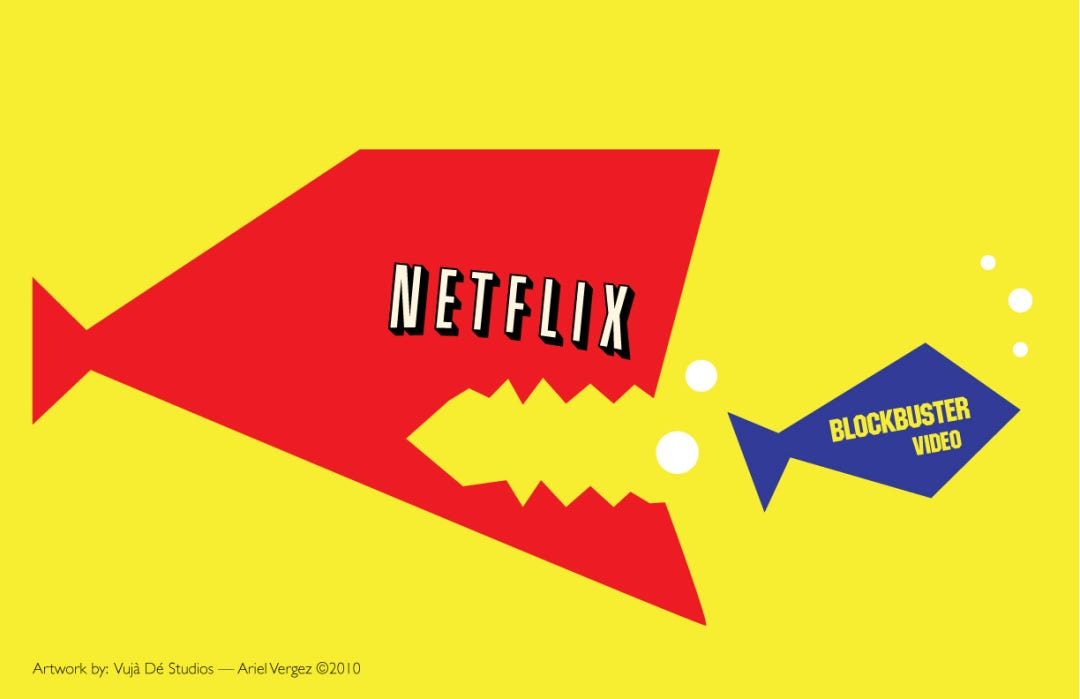 NETFLIX
BLOCKBUSTER
VIDEO
Artwork by: Vujà Dé Studios — Ariel Vergez ©2010